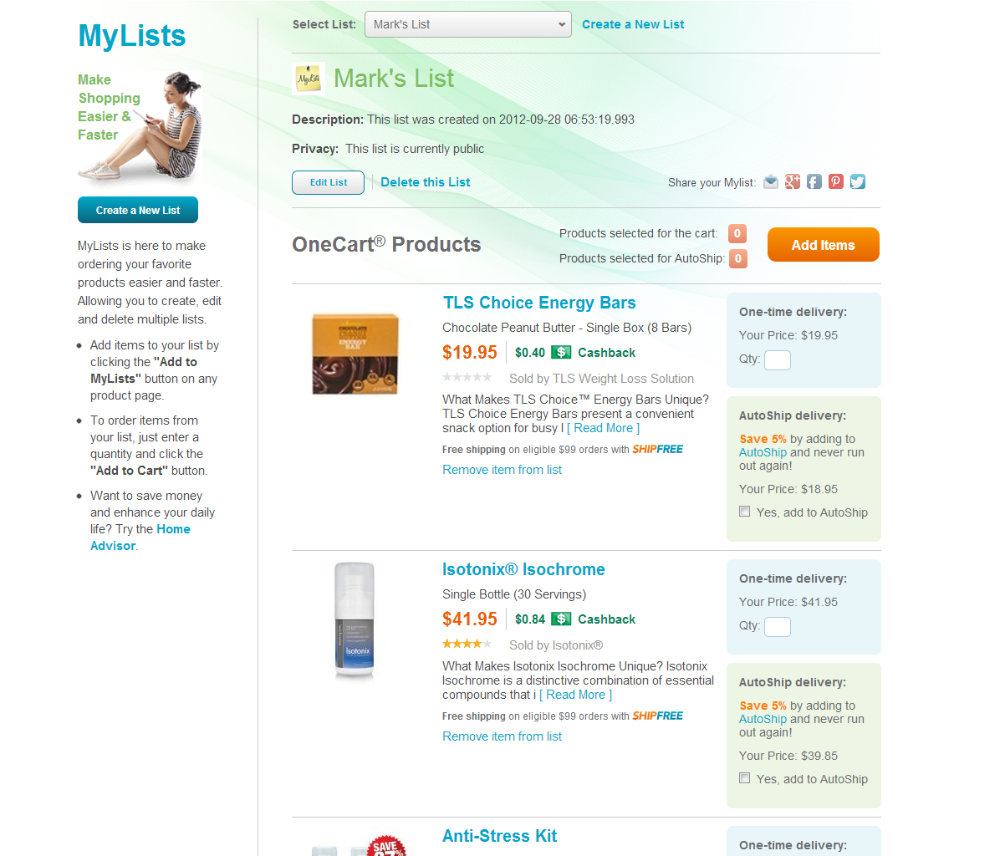 MyLists
Make
Shopping
Easier &
Faster
Create a New List
MyLists is here to make
ordering your favorite
products easier and faster.
Allowing you to create, edit
and delete multiple lists.
Add items to your list by
clicking the "Add to
MyLists" button on any
product page.
To order items from
your list, just enter a
quantity and click the
"Add to Cart" button.
Want to save money
and enhance your daily
life? Try the Home
Advisor.
Select List: Mark's List Create a New List
MyLists
Mark's List
Description: This list was created on 2012-09-28 06:53:19.993
Privacy: This list is currently public
Edit List Delete this List Share your Mylist:
OneCart® Products
Products selected for the cart: 0
Products selected for AutoShip: 0
Add Items
CHOCOLATE
PEANUT BUTTER
ENERGY
BAR
TLS Choice Energy Bars
Chocolate Peanut Butter - Single Box (8 Bars)
$19.95 $0.40 $ Cashback
Sold by TLS Weight Loss Solution
What Makes TLS Choice™ Energy Bars Unique?
TLS Choice Energy Bars present a convenient
snack option for busy l [ Read More ]
Free shipping on eligible $99 orders with SHIPFREE
Remove item from list
One-time delivery:
Your Price: $19.95
Qty:
AutoShip delivery:
Save 5% by adding to
AutoShip and never run
out again!
Your Price: $18.95
Yes, add to AutoShip
Isotonix
Isotonix® Isochrome
Single Bottle (30 Servings)
$41.95 $0.84 $ Cashback
Sold by Isotonix®
What Makes Isotonix Isochrome Unique? Isotonix
Isochrome is a distinctive combination of essential
compounds that i [ Read More ]
Free shipping on eligible $99 orders with SHIPFREE
Remove item from list
One-time delivery:
Your Price: $41.95
Qty:
AutoShip delivery:
Save 5% by adding to
AutoShip and never run
out again!
Your Price: $39.85
Yes, add to AutoShip
SAVE
Anti-Stress Kit
One-time delivery: